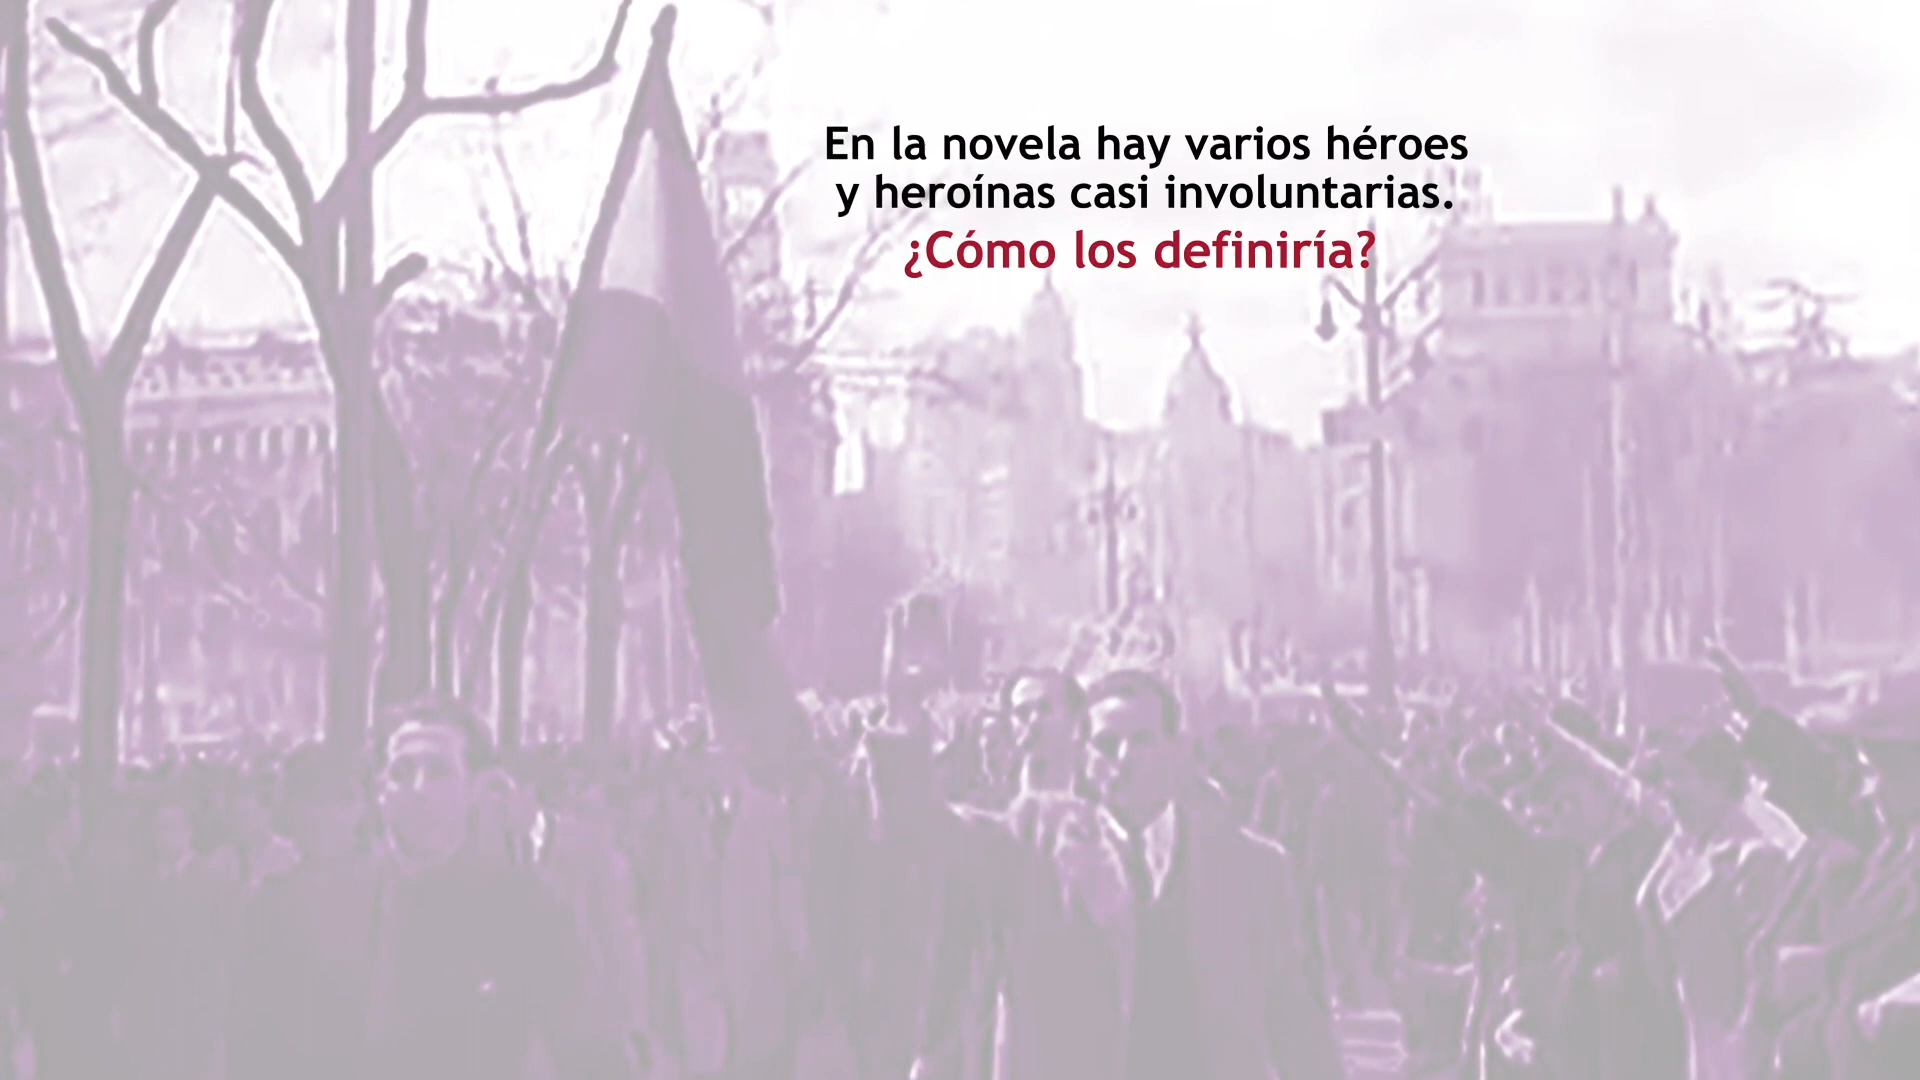 En la novela hay varios héroes
y heroínas casi involuntarias.
¿Cómo los definiría?